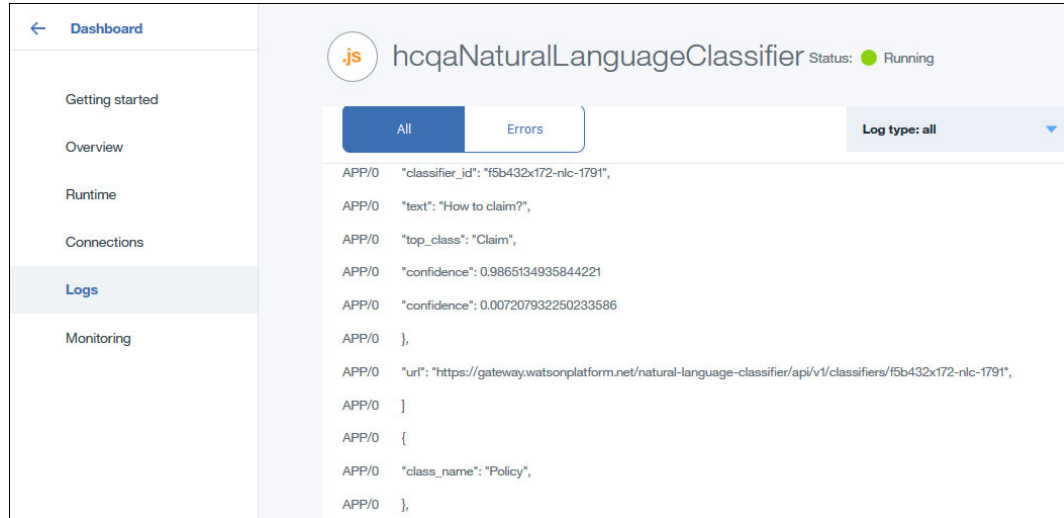 ← Dashboard
Getting started
Overview
Runtime
Connections
Logs
Monitoring
.js hcqaNaturalLanguageClassifier Status: Running
All Errors Log type: all
APP/0 "classifier_id": "f5b432x172-nlc-1791",
APP/0 "text": "How to claim?",
APP/0 "top_class": "Claim",
APP/0 "confidence": 0.9865134935844221
APP/0 "confidence": 0.007207932250233586
APP/0 },
APP/0 "url": "https://gateway.watsonplatform.net/natural-language-classifier/api/v1/classifiers/f5b432x172-nlc-1791",
APP/0 ]
APP/0 {
APP/0 "class_name": "Policy",
APP/0 },